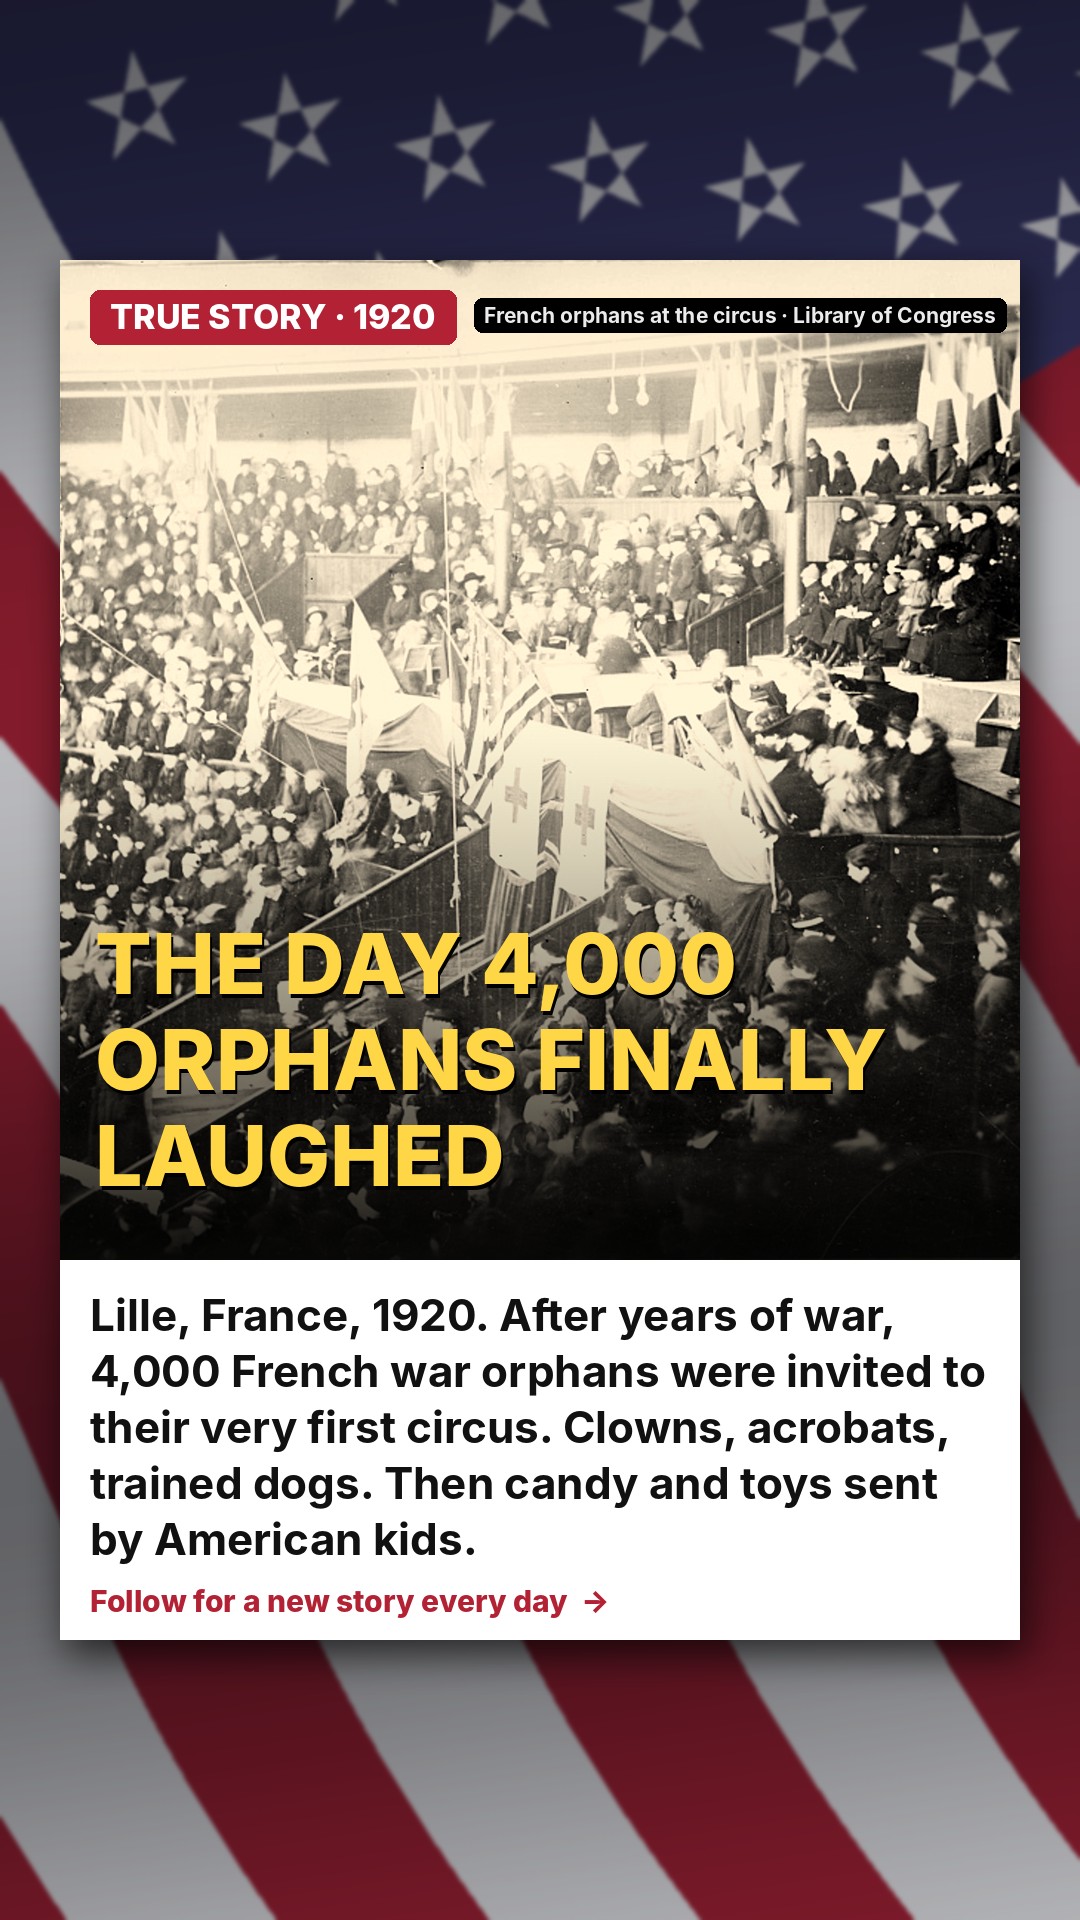 TRUE STORY · 1920
French orphans at the circus · Library of Congress
THE DAY 4,000
ORPHANS FINALLY
LAUGHED
Lille, France, 1920. After years of war,
4,000 French war orphans were invited to
their very first circus. Clowns, acrobats,
trained dogs. Then candy and toys sent
by American kids.
Follow for a new story every day →